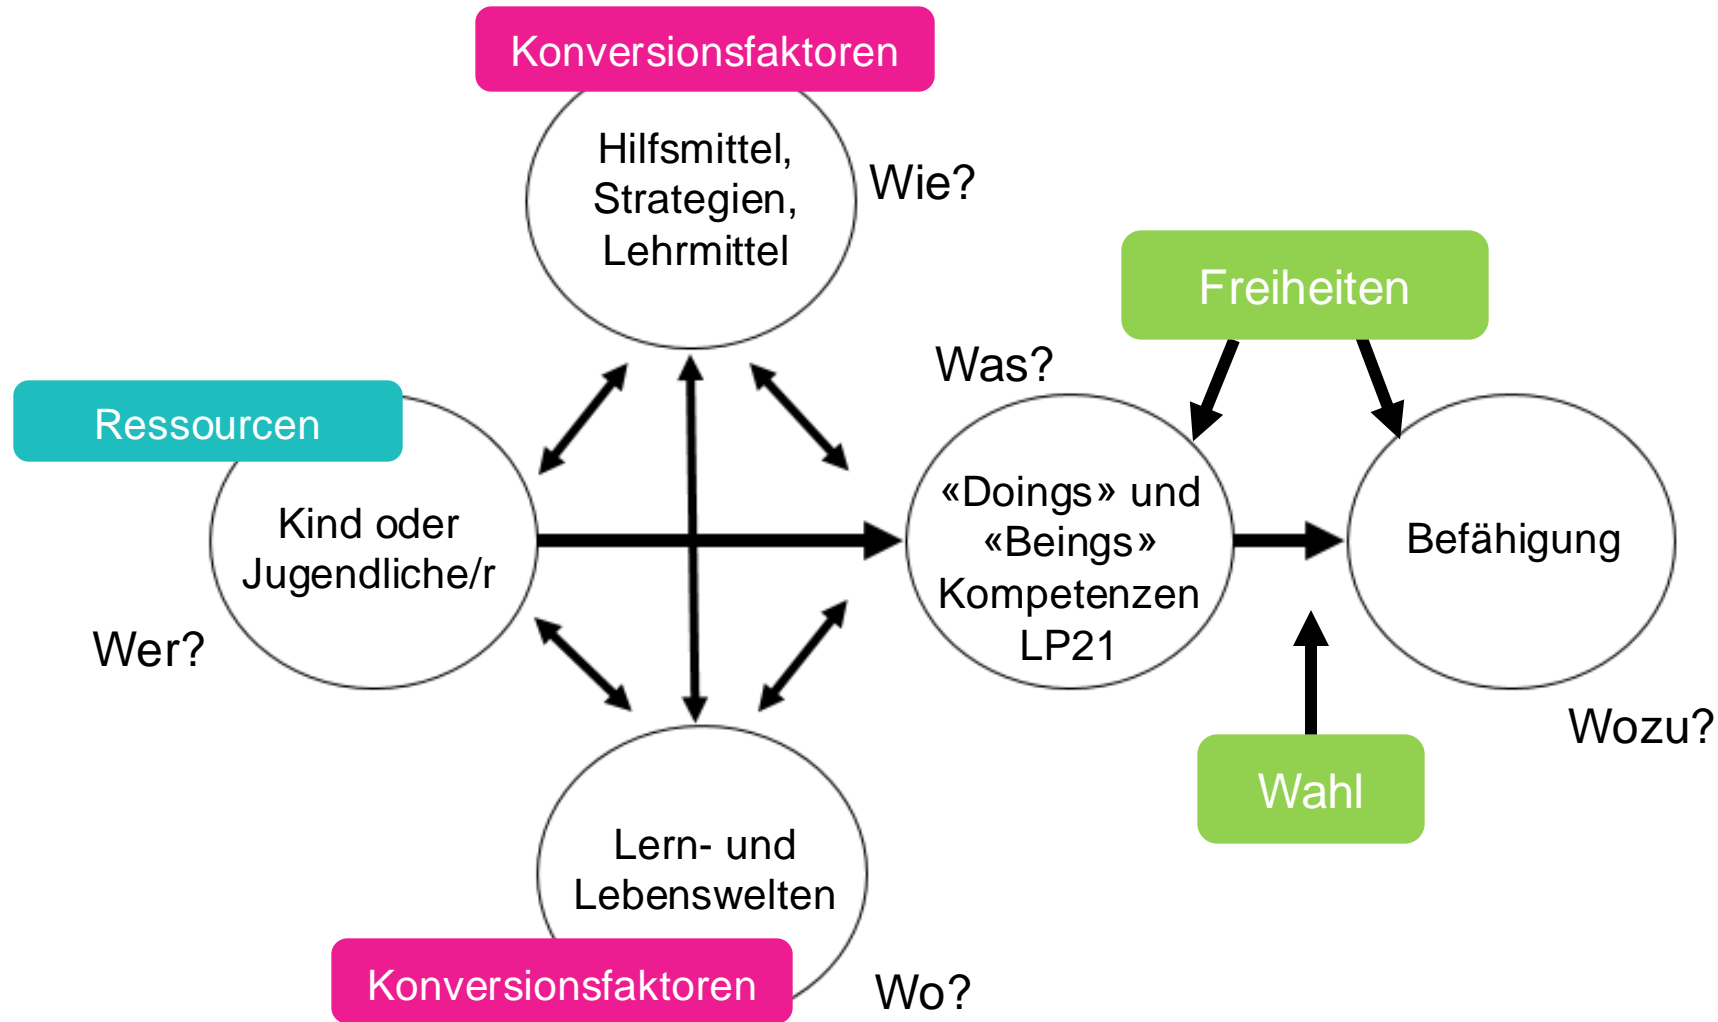 Konversionsfaktoren
Hilfsmittel,
Strategien,
Lehrmittel
Wie?
Freiheiten
Was?
Ressourcen
Kind oder
Jugendliche/r
Wer?
«Doings» und
«Beings»
Kompetenzen
LP21
Befähigung
Wozu?
Wahl
Lern- und
Lebenswelten
Konversionsfaktoren
Wo?